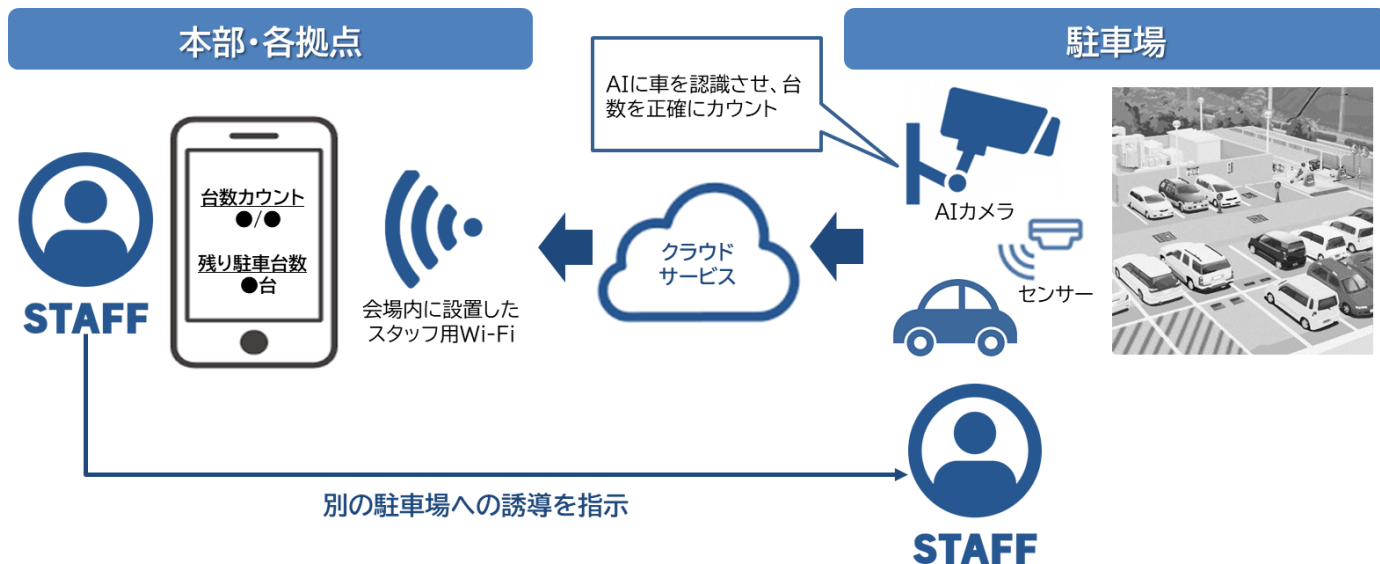 本部・各拠点
駐車場
AIに車を認識させ、台
数を正確にカウント
台数カウント
●/●
残り駐車台数
●台
STAFF
会場内に設置した
スタッフ用Wi-Fi
クラウド
サービス
AIカメラ
センサー
別の駐車場への誘導を指示
STAFF